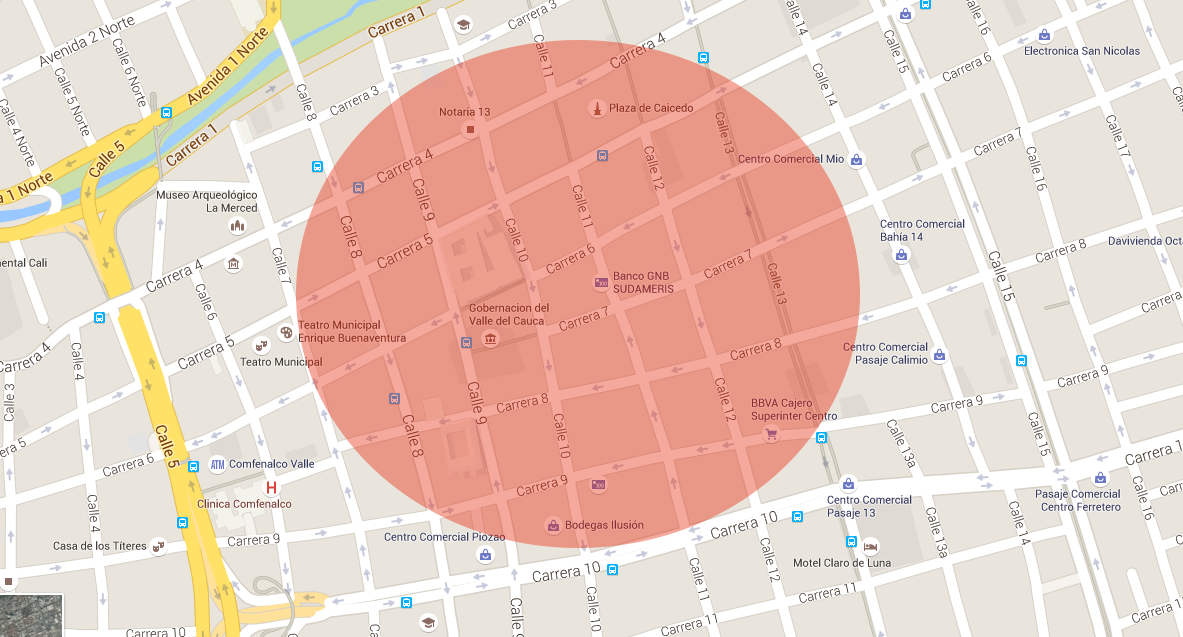 Avenida 2 Norte
Carrera 1
Carrera 3
Calle 14
Calle 15
Calle 16
Electronica San Nicolas
Avenida 1 Norte
Calle 6 Norte
Calle 5 Norte
Calle 4 Norte
Calle 8
Carrera 3
Calle 11
Carrera 4
Carrera 6
Notaria 13
Plaza de Caicedo
Calle 14
Calle 13
Calle 5
Carrera 1
Calle 17
Carrera 7
a 1 Norte
Carrera 4
Calle 12
Centro Comercial Mio
Calle 16
Museo Arqueológico
La Merced
Calle 9
Calle 11
Calle 8
Calle 10
Carrera 5
Centro Comercial
Bahía 14
Carrera 8
Davivienda Octa
ental Cali
Carrera 4
Calle 7
Carrera 6
Carrera 7
Calle 15
Banco GNB
SUDAMERIS
Calle 13
Carrera
Gobernacion del
Valle del Cauca
Carrera 7
Teatro Municipal
Enrique Buenaventura
Teatro Municipal
Carrera 5
Carrera 4
Calle 4
Calle 3
Carrera 8
Centro Comercial
Pasaje Calimio
Carrera 9
Calle 9
Calle 12
Carrera 8
BBVA Cajero
Superinter Centro
Carrera 9
Calle 8
Calle 10
Calle 5
era 5
Carrera 6
ATM
Comfenalco Valle
Calle 13a
Calle 15
Carrera 1
H
Clinica Comfenalco
Carrera 9
Calle 4
Centro Comercial
Pasaje 13
Pasaje Comercial
Centro Ferretero
Calle 16
Calle 14
Bodegas Ilusión
Carrera 10
Centro Comercial Piozao
Casa de los Títeres
Carrera 9
Calle 13a
Calle 12
Motel Claro de Luna
Carrera 10
Calle 11
Carrera 11
Carrera 11
Carrera 11
Calle 9
Calle 10
Carrera 10